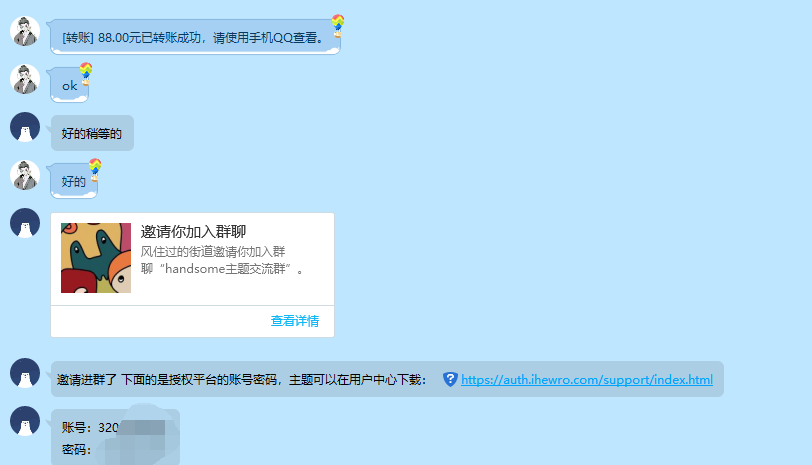 [转账] 88.00元已转账成功，请使用手机QQ查看。
ok
好的稍等的
好的
邀请你加入群聊
风住过的街道邀请你加入群
聊“handsome主题交流群”。
查看详情
邀请进群了 下面的是授权平台的账号密码，主题可以在用户中心下载： https://auth.ihewro.com/support/index.html
账号：320
密码：